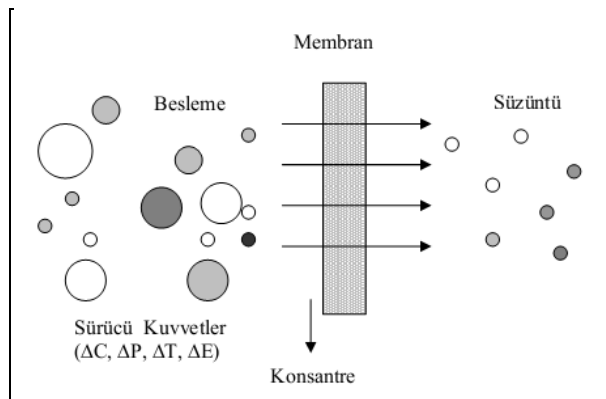 Membran
Besleme
Süzüntü
Sürücü Kuvvetler
(ΔC, ΔP, ΔT, ΔE)
Konsantre